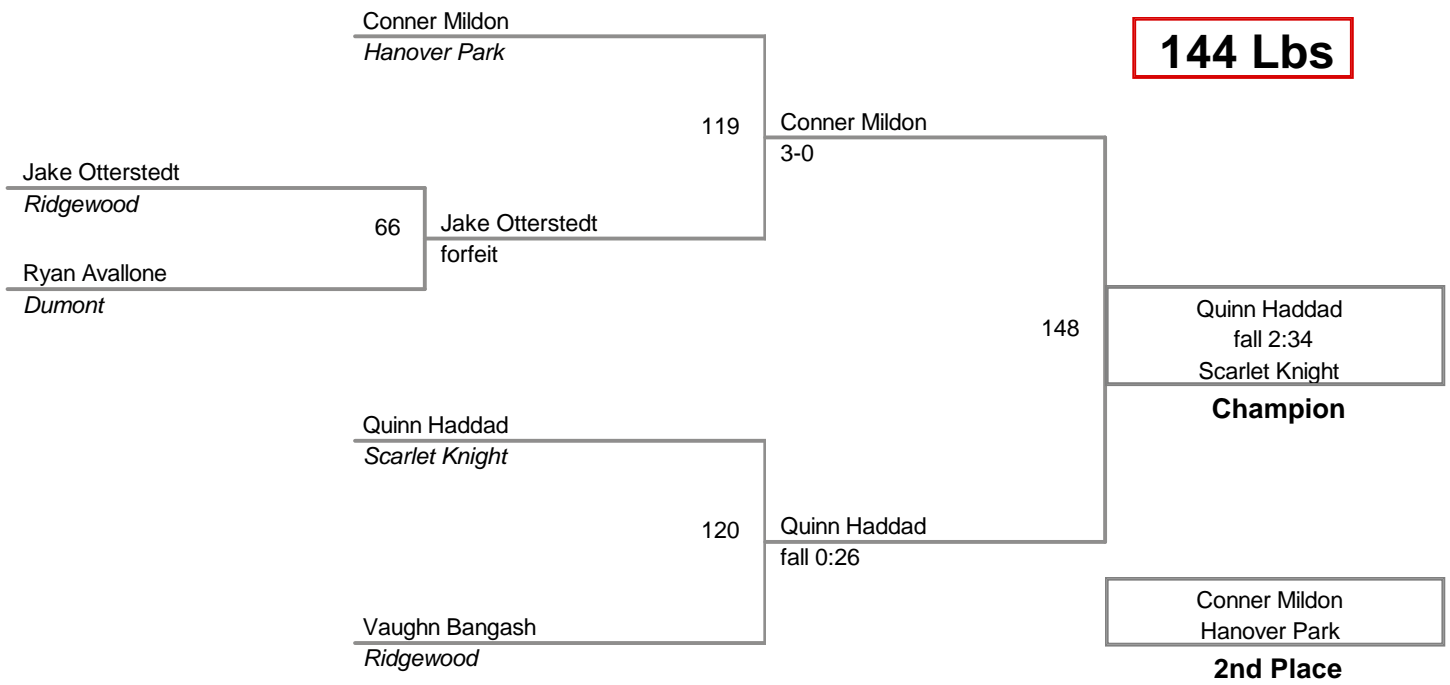 Conner Mildon
Hanover Park
144 Lbs
119
Conner Mildon
3-0
Jake Otterstedt
Ridgewood
66
Jake Otterstedt
forfeit
Ryan Avallone
Dumont
148
Quinn Haddad
fall 2:34
Scarlet Knight
Champion
Quinn Haddad
Scarlet Knight
120
Quinn Haddad
fall 0:26
Vaughn Bangash
Ridgewood
Conner Mildon
Hanover Park
2nd Place